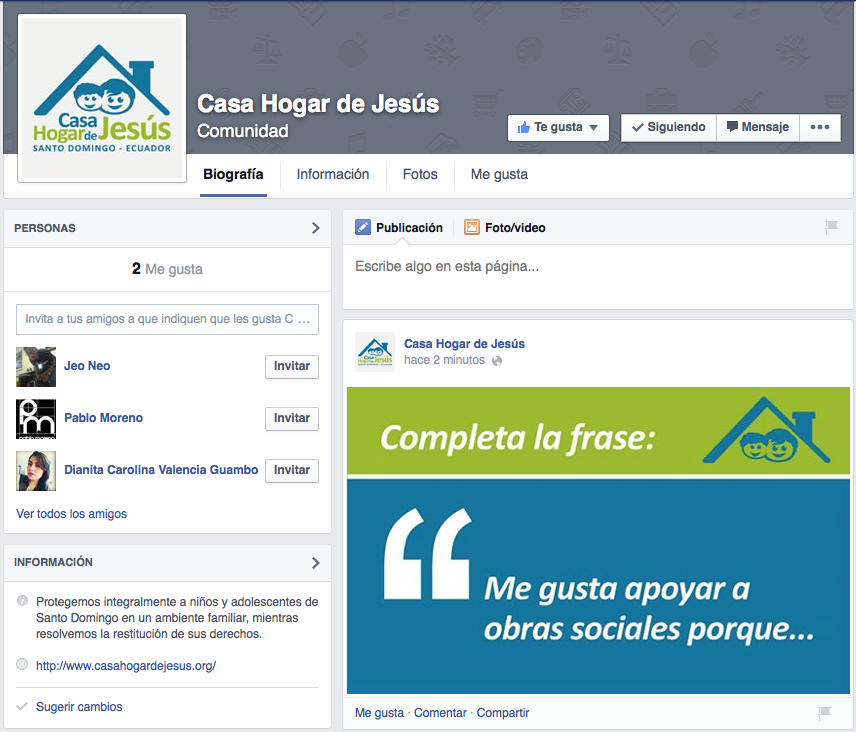 Casa
Hogar de Jesús
SANTO DOMINGO - ECUADOR
Casa Hogar de Jesús
Comunidad
Te gusta
Siguiendo
Mensaje
Biografía
Información
Fotos
Me gusta
PERSONAS
2 Me gusta
Invita a tus amigos a que indiquen que les gusta C ...
Jeo Neo
Invitar
pm
Pablo Moreno
Invitar
Dianita Carolina Valencia Guambo
Invitar
Ver todos los amigos
INFORMACIÓN
Protegemos integralmente a niños y adolescentes de
Santo Domingo en un ambiente familiar, mientras
resolvemos la restitución de sus derechos.
http://www.casahogardejesus.org/
Sugerir cambios
Publicación
Foto/video
Escribe algo en esta página...
Casa
Hogar de Jesús
Casa Hogar de Jesús
hace 2 minutos
Completa la frase:
“
Me gusta apoyar a
obras sociales porque...
Me gusta · Comentar · Compartir